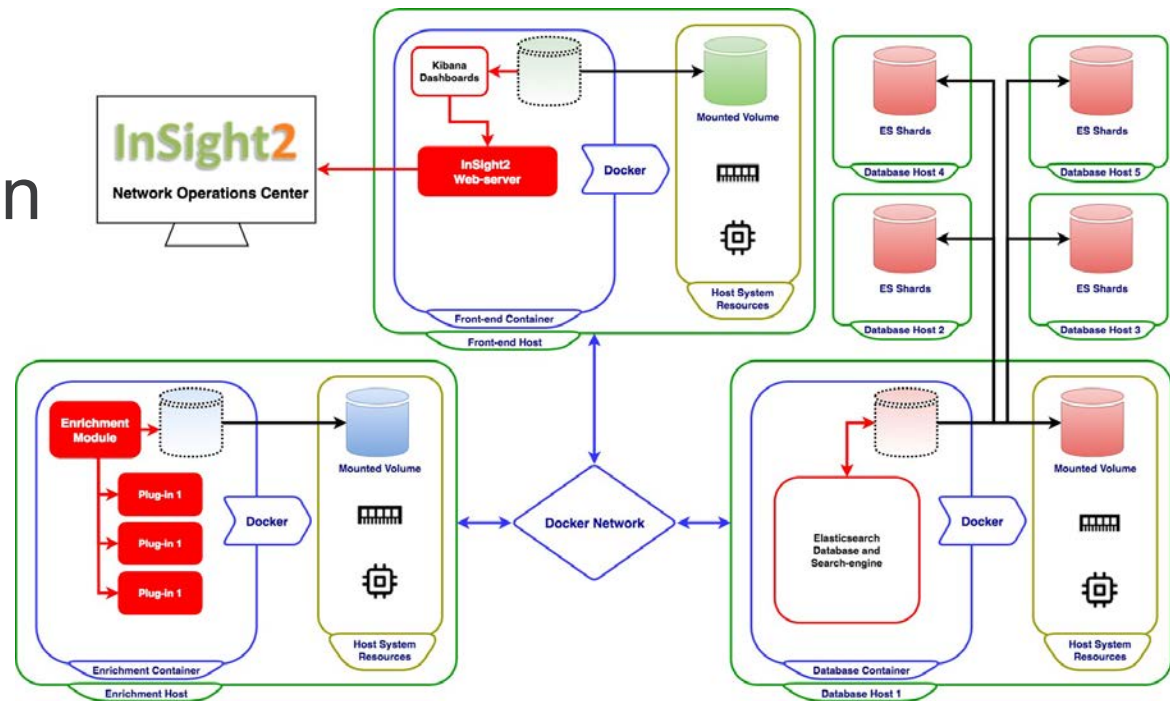 n
InSight2
Network Operations Center
Kibana
Dashboards
InSight2
Web-server
Docker
Mounted Volume
Host System
Resources
Front-end Container
Front-end Host
ES Shards
Database Host 4
ES Shards
Database Host 5
ES Shards
Database Host 2
ES Shards
Database Host 3
Enrichment
Module
Plug-in 1
Plug-in 1
Plug-in 1
Docker
Mounted Volume
Host System
Resources
Enrichment Container
Enrichment Host
Docker Network
Elasticsearch
Database and
Search-engine
Docker
Mounted Volume
Host System
Resources
Database Container
Database Host 1